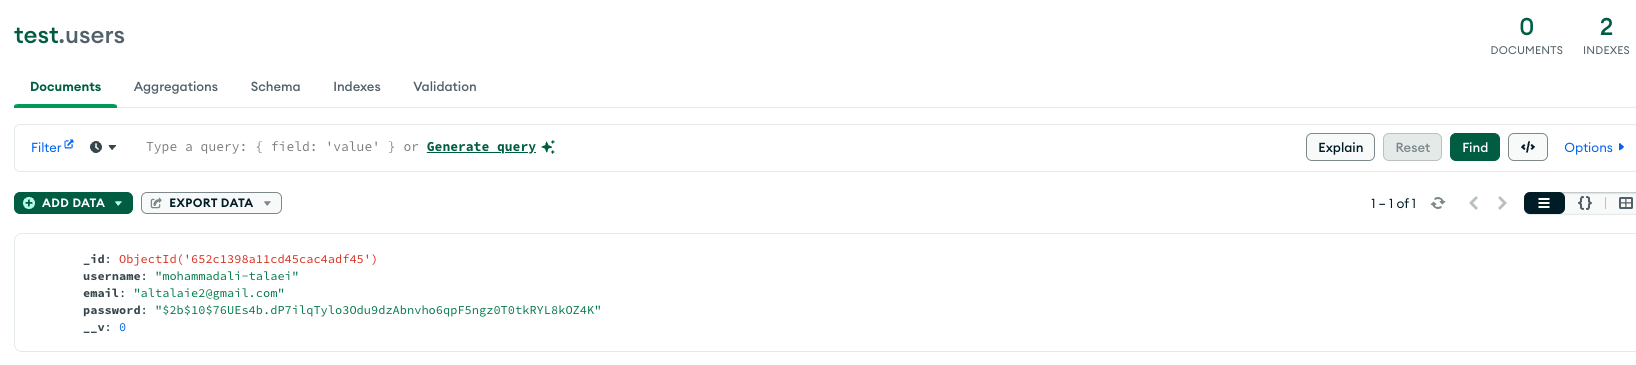 test.users
0 2
DOCUMENTS INDEXES
Documents Aggregations Schema Indexes Validation
Filter Type a query: { field: 'value' } or Generate query Explain Reset Find </> Options
ADD DATA EXPORT DATA 1 – 1 of 1 {}
_id: ObjectId('652c1398a11cd45cac4adf45')
username: "mohammadali-talaei"
email: "altalaie2@gmail.com"
password: "$2b$10$76UEs4b.dP7ilqTylo3Odu9dzAbnvho6qpF5ngz0T0tkRYL8kOZ4K"
__v: 0